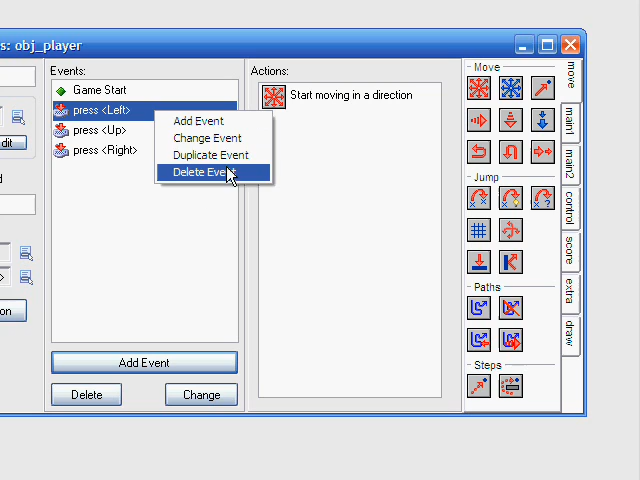 s: obj_player
Events:
Game Start
press <Left>
press <Up>
press <Right>
Add Event
Change Event
Duplicate Event
Delete Event
Add Event
Delete
Change
Actions:
Start moving in a direction
Move
Jump
Paths
Steps
move
main1
main2
control
score
extra
draw
dit
d
>
on